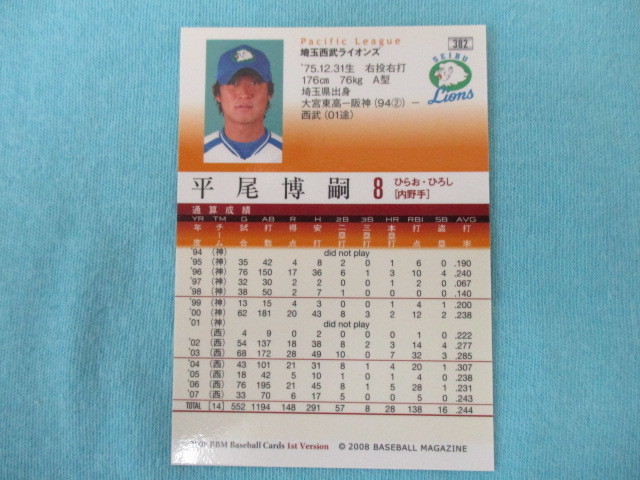 Pacific League
382
埼玉西武ライオンズ
SEIBU
Lions
'75.12.31生 右投右打
176cm 76kg A型
埼玉県出身
大宮東高－阪神(94②)－
西武(01途)
平尾博嗣 8 ひらお・ひろし
[内野手]
通算成績
YR TM G AB R H 2B 3B HR RBI SB AVG
年度 チーム 試合 打数 得点 安打 二塁打 三塁打 本塁打 打点 盗塁 打率
'94 (神) did not play
'95 (神) 35 42 4 8 2 0 1 6 0 .190
'96 (神) 76 150 17 36 6 1 3 10 4 .240
'97 (神) 32 30 2 2 0 0 0 2 0 .067
'98 (神) 38 50 2 7 1 0 0 0 0 .140
'99 (神) 13 15 4 3 0 0 1 4 1 .200
'00 (神) 62 181 20 43 8 3 2 12 0 .238
'01 (神) did not play
(西) 4 9 0 2 0 0 0 1 0 .222
'02 (西) 54 137 18 38 8 2 3 14 4 .277
'03 (西) 68 172 28 49 10 0 7 32 3 .285
'04 (西) 43 101 21 31 8 1 4 20 1 .307
'05 (西) 18 42 5 10 1 0 1 4 3 0 .238
'06 (西) 76 195 21 45 8 1 5 28 1 .231
'07 (西) 33 70 6 17 5 0 1 5 2 .243
TOTAL [14] 552 1194 148 291 57 8 28 138 16 .244
BBM Baseball Cards 1st Version © 2008 BASEBALL MAGAZINE